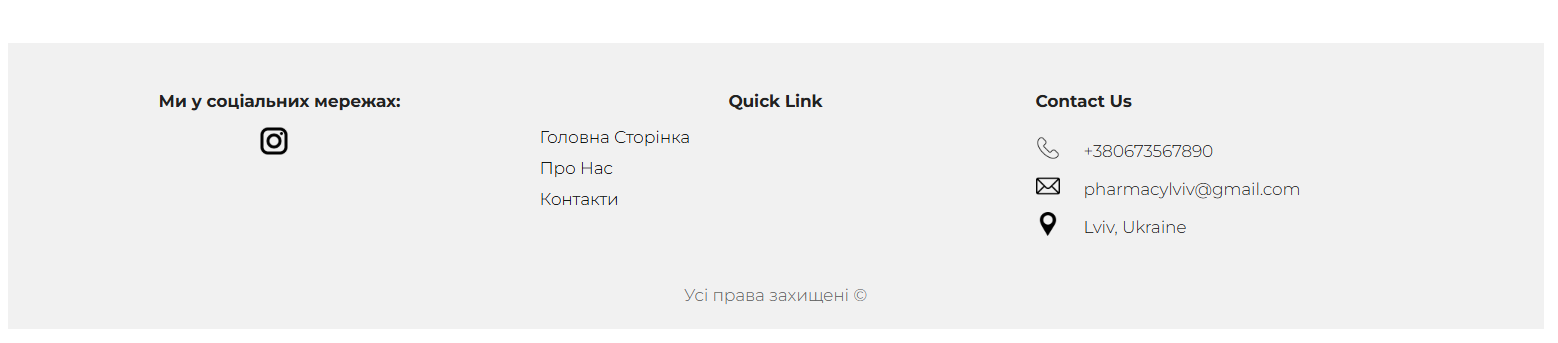 Ми у соціальних мережах:
Quick Link
Головна Сторінка
Про Нас
Контакти
Contact Us
+380673567890
pharmacylviv@gmail.com
Lviv, Ukraine
Усі права захищені ©